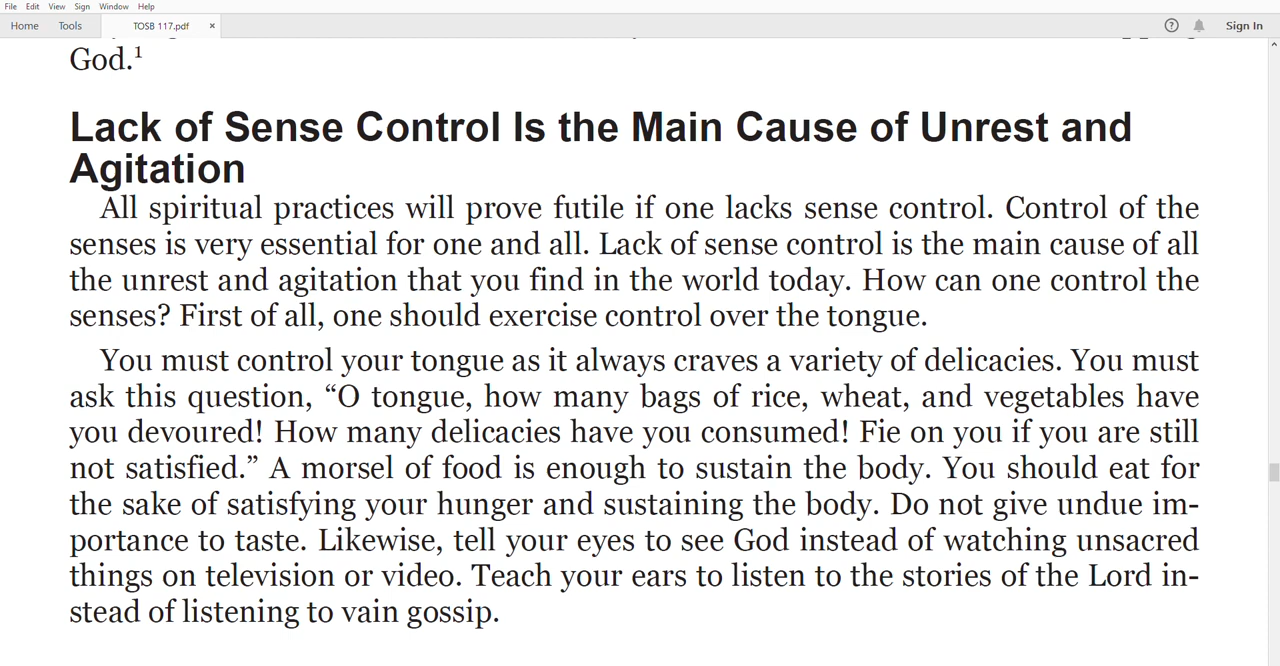 File Edit View Sign Window Help
Home Tools TOSB 117.pdf × ? Sign In
God.¹
Lack of Sense Control Is the Main Cause of Unrest and
Agitation
All spiritual practices will prove futile if one lacks sense control. Control of the
senses is very essential for one and all. Lack of sense control is the main cause of all
the unrest and agitation that you find in the world today. How can one control the
senses? First of all, one should exercise control over the tongue.
You must control your tongue as it always craves a variety of delicacies. You must
ask this question, “O tongue, how many bags of rice, wheat, and vegetables have
you devoured! How many delicacies have you consumed! Fie on you if you are still
not satisfied.” A morsel of food is enough to sustain the body. You should eat for
the sake of satisfying your hunger and sustaining the body. Do not give undue im-
portance to taste. Likewise, tell your eyes to see God instead of watching unsacred
things on television or video. Teach your ears to listen to the stories of the Lord in-
stead of listening to vain gossip.